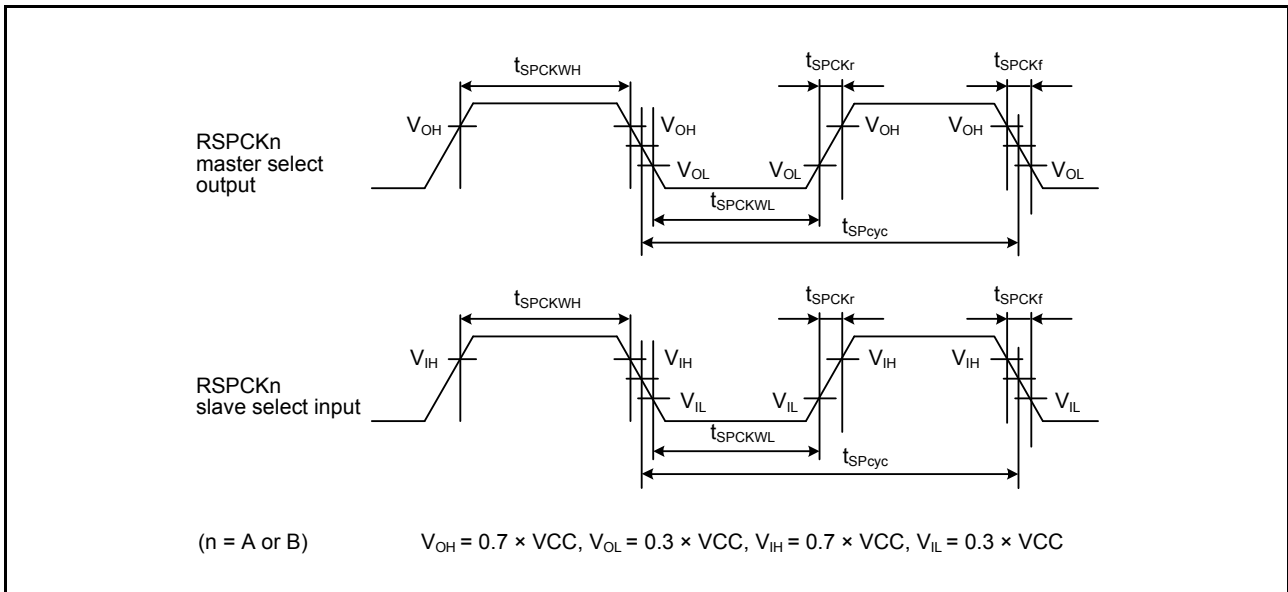 tSPCKWH
tSPCKr
tSPCKf
RSPCKn
master select
output
VOH
VOH
VOL
VOL
VOH
VOH
VOL
tSPCKWL
tSPcyc
tSPCKWH
tSPCKr
tSPCKf
RSPCKn
slave select input
VIH
VIH
VIL
VIL
VIH
VIH
VIL
tSPCKWL
tSPcyc
(n = A or B)
VOH = 0.7 × VCC, VOL = 0.3 × VCC, VIH = 0.7 × VCC, VIL = 0.3 × VCC